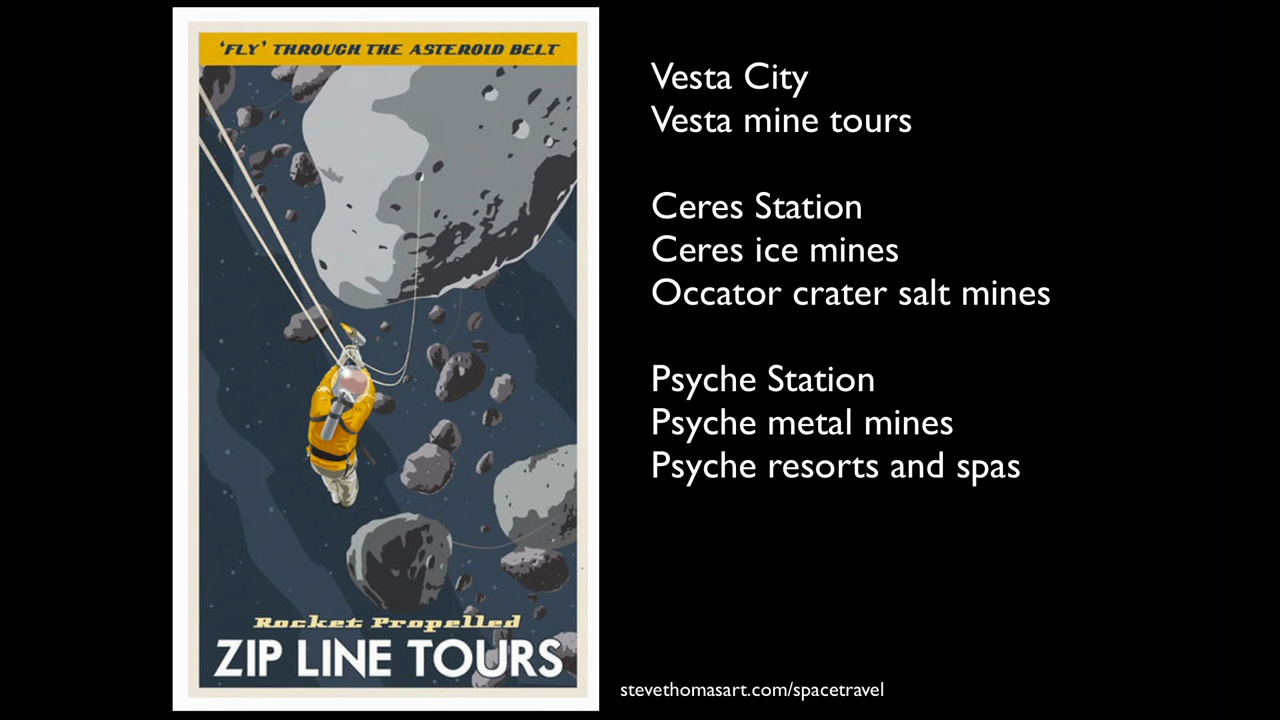 ‘FLY’ THROUGH THE ASTEROID BELT
Rocket Propelled
ZIP LINE TOURS
Vesta City
Vesta mine tours
Ceres Station
Ceres ice mines
Occator crater salt mines
Psyche Station
Psyche metal mines
Psyche resorts and spas
stevethomasart.com/spacetravel